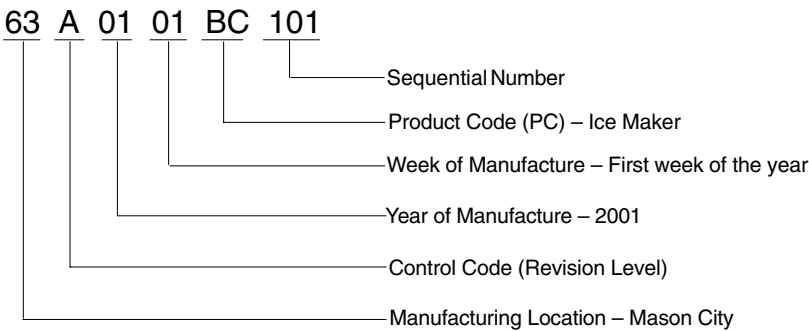 63 A 01 01 BC 101
Sequential Number
Product Code (PC) – Ice Maker
Week of Manufacture – First week of the year
Year of Manufacture – 2001
Control Code (Revision Level)
Manufacturing Location – Mason City